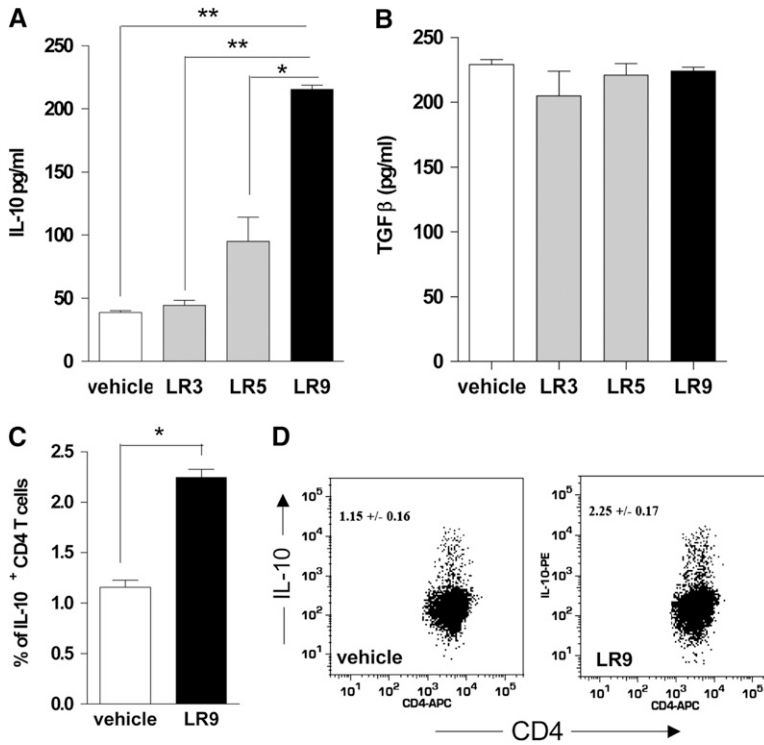 A
**
**
*
250
200
150
100
50
0
IL-10 pg/ml
vehicle LR3 LR5 LR9
B
250
200
150
100
50
0
TGF β (pg/ml)
vehicle LR3 LR5 LR9
C
*
2.5
2.0
1.5
1.0
0.5
0.0
% of IL-10 + CD4 T cells
vehicle LR9
D
IL-10
10^5
10^4
10^3
10^2
10^1
1.15 +/- 0.16
vehicle
10^1 10^2 10^3 10^4 10^5
CD4-APC
IL-10-PE
10^5
10^4
10^3
10^2
10^1
2.25 +/- 0.17
LR9
10^1 10^2 10^3 10^4 10^5
CD4-APC
CD4